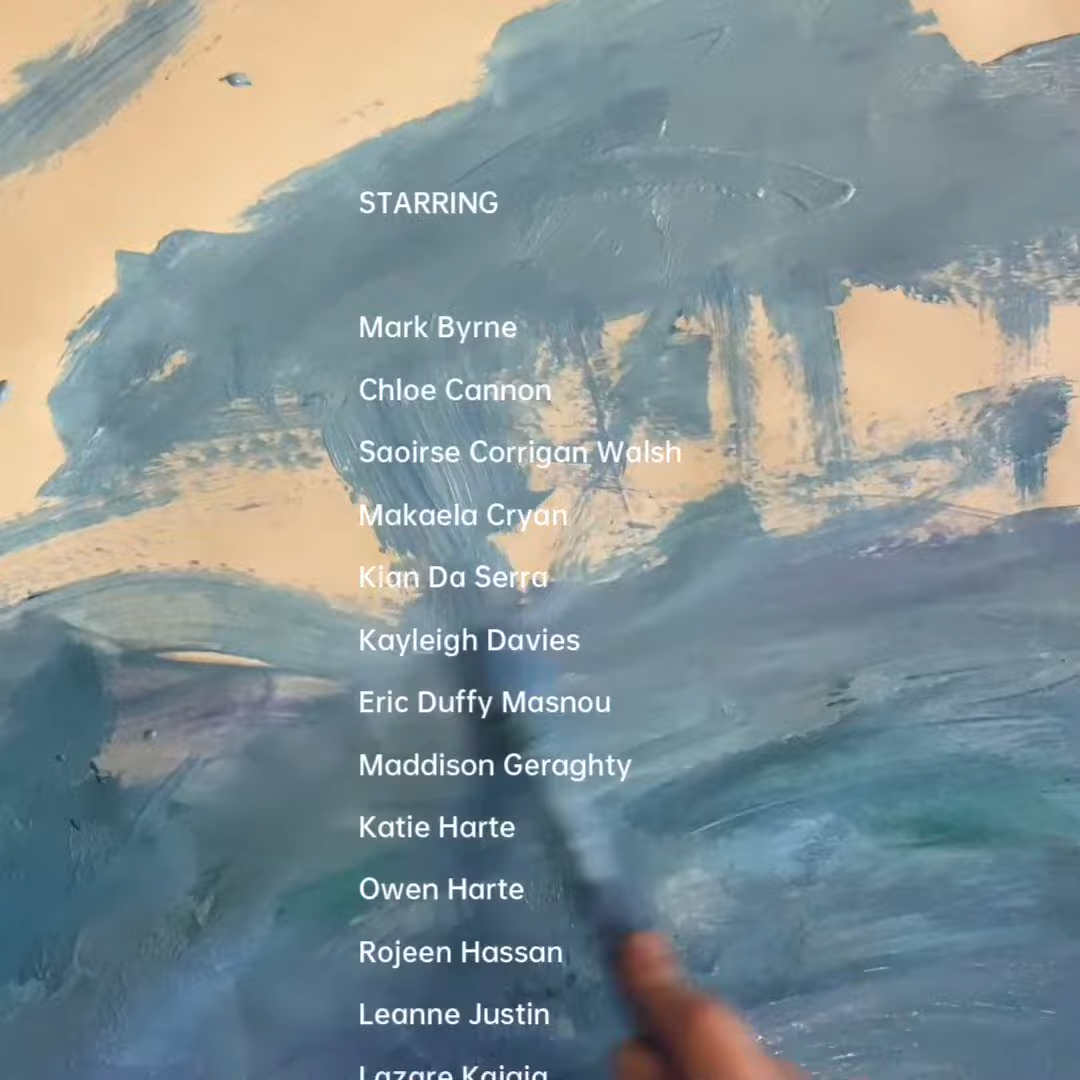 STARRING
Mark Byrne
Chloe Cannon
Saoirse Corrigan Walsh
Makaela Cryan
Kian Da Serra
Kayleigh Davies
Eric Duffy Masnou
Maddison Geraghty
Katie Harte
Owen Harte
Rojeen Hassan
Leanne Justin
Lazare